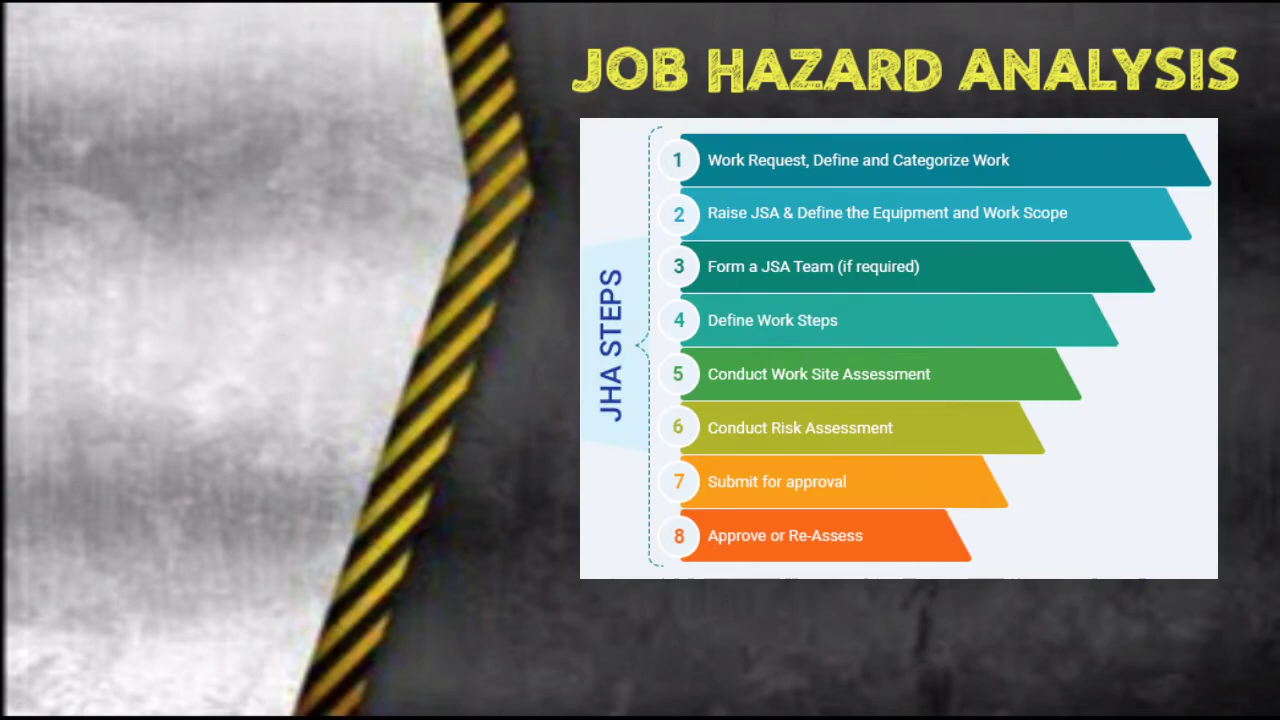 JOB HAZARD ANALYSIS
JHA STEPS
1 Work Request, Define and Categorize Work
2 Raise JSA & Define the Equipment and Work Scope
3 Form a JSA Team (if required)
4 Define Work Steps
5 Conduct Work Site Assessment
6 Conduct Risk Assessment
7 Submit for approval
8 Approve or Re-Assess